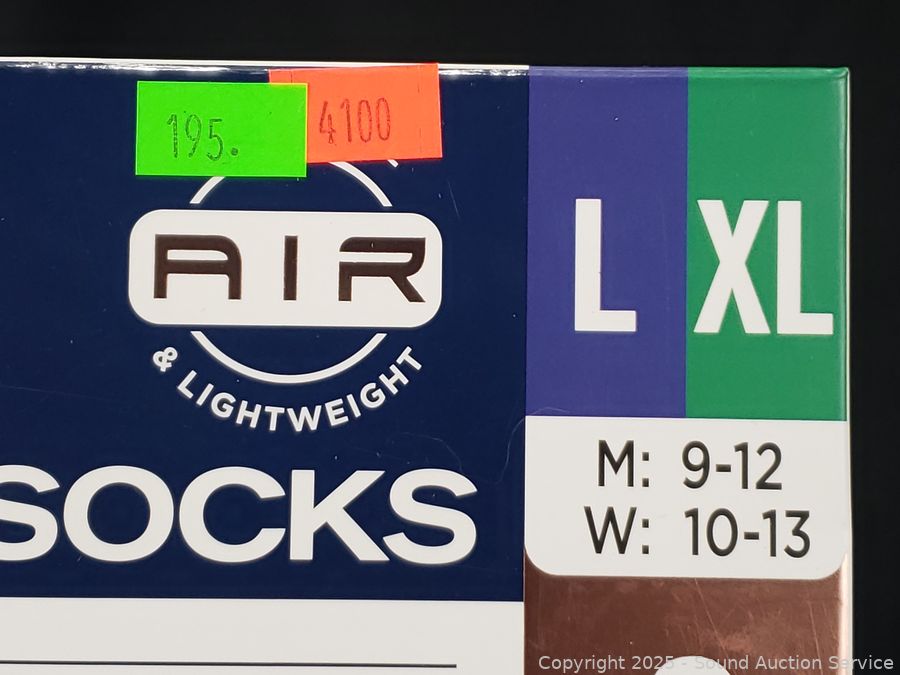 195.
4100
AIR
& LIGHTWEIGHT
SOCKS
L XL
M: 9-12
W: 10-13
Copyright 2025 - Sound Auction Service